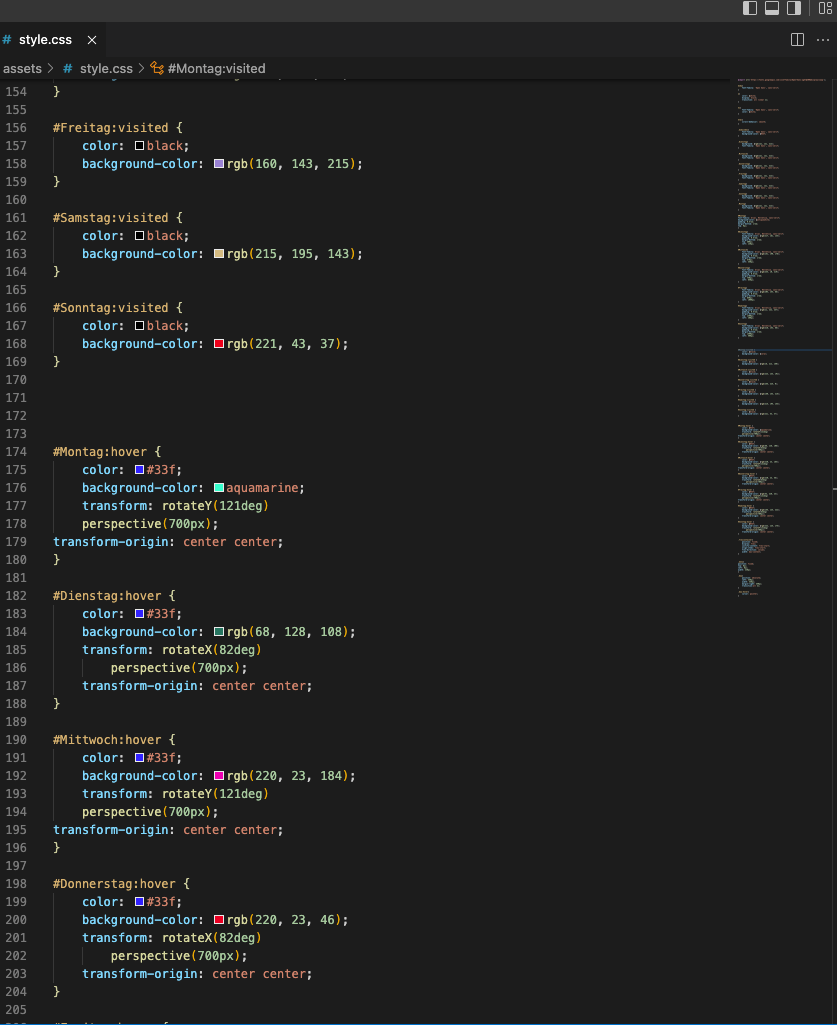 # style.css ×
assets > # style.css > #Montag:visited
154 }
155
156 #Freitag:visited {
157     color: black;
158     background-color: rgb(160, 143, 215);
159 }
160
161 #Samstag:visited {
162     color: black;
163     background-color: rgb(215, 195, 143);
164 }
165
166 #Sonntag:visited {
167     color: black;
168     background-color: rgb(221, 43, 37);
169 }
170
171
172
173
174 #Montag:hover {
175     color: #33f;
176     background-color: aquamarine;
177     transform: rotateY(121deg)
178     perspective(700px);
179 transform-origin: center center;
180 }
181
182 #Dienstag:hover {
183     color: #33f;
184     background-color: rgb(68, 128, 108);
185     transform: rotateX(82deg)
186         perspective(700px);
187     transform-origin: center center;
188 }
189
190 #Mittwoch:hover {
191     color: #33f;
192     background-color: rgb(220, 23, 184);
193     transform: rotateY(121deg)
194     perspective(700px);
195 transform-origin: center center;
196 }
197
198 #Donnerstag:hover {
199     color: #33f;
200     background-color: rgb(220, 23, 46);
201     transform: rotateX(82deg)
202         perspective(700px);
203     transform-origin: center center;
204 }
205